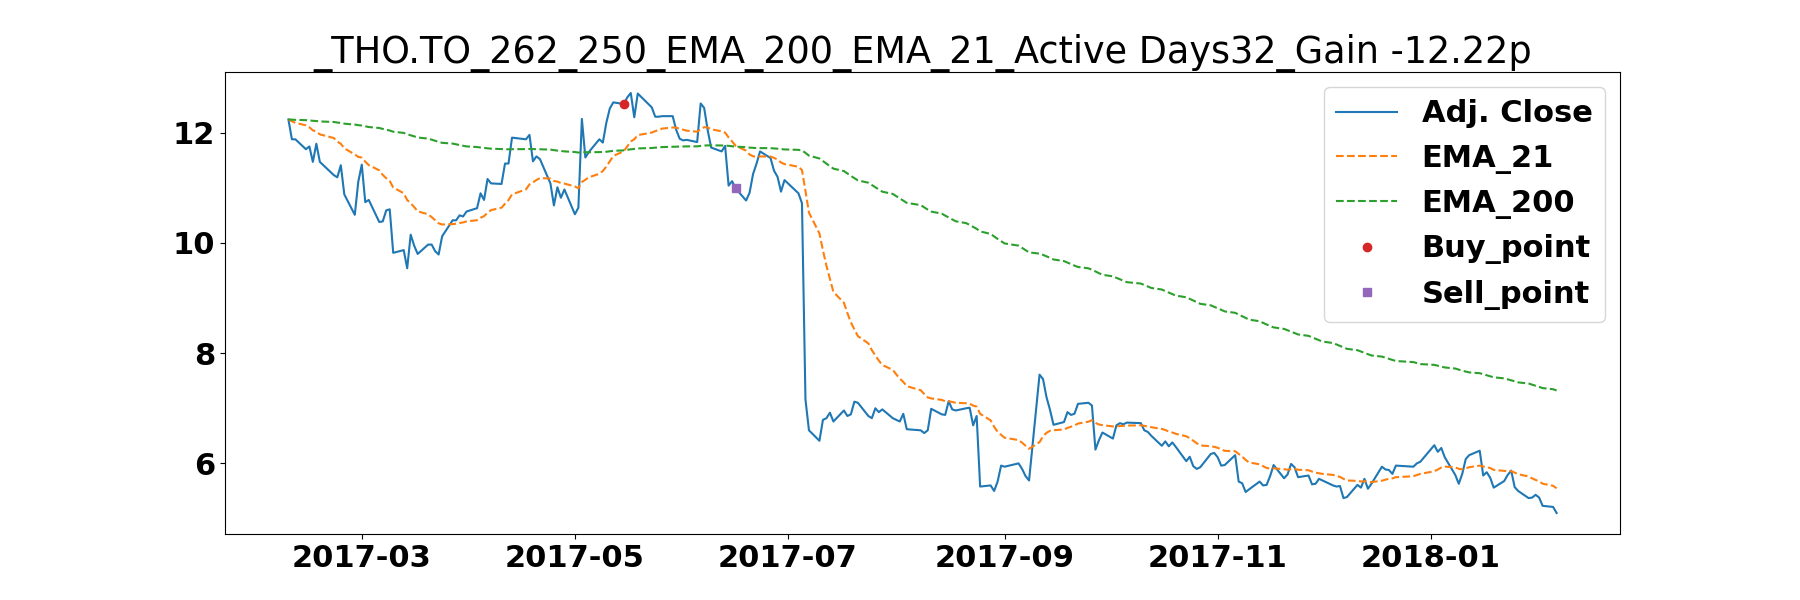 _THO.TO_262_250_EMA_200_EMA_21_Active Days32_Gain -12.22p
12
10
8
6
Adj. Close
EMA_21
EMA_200
Buy_point
Sell_point
2017-03
2017-05
2017-07
2017-09
2017-11
2018-01